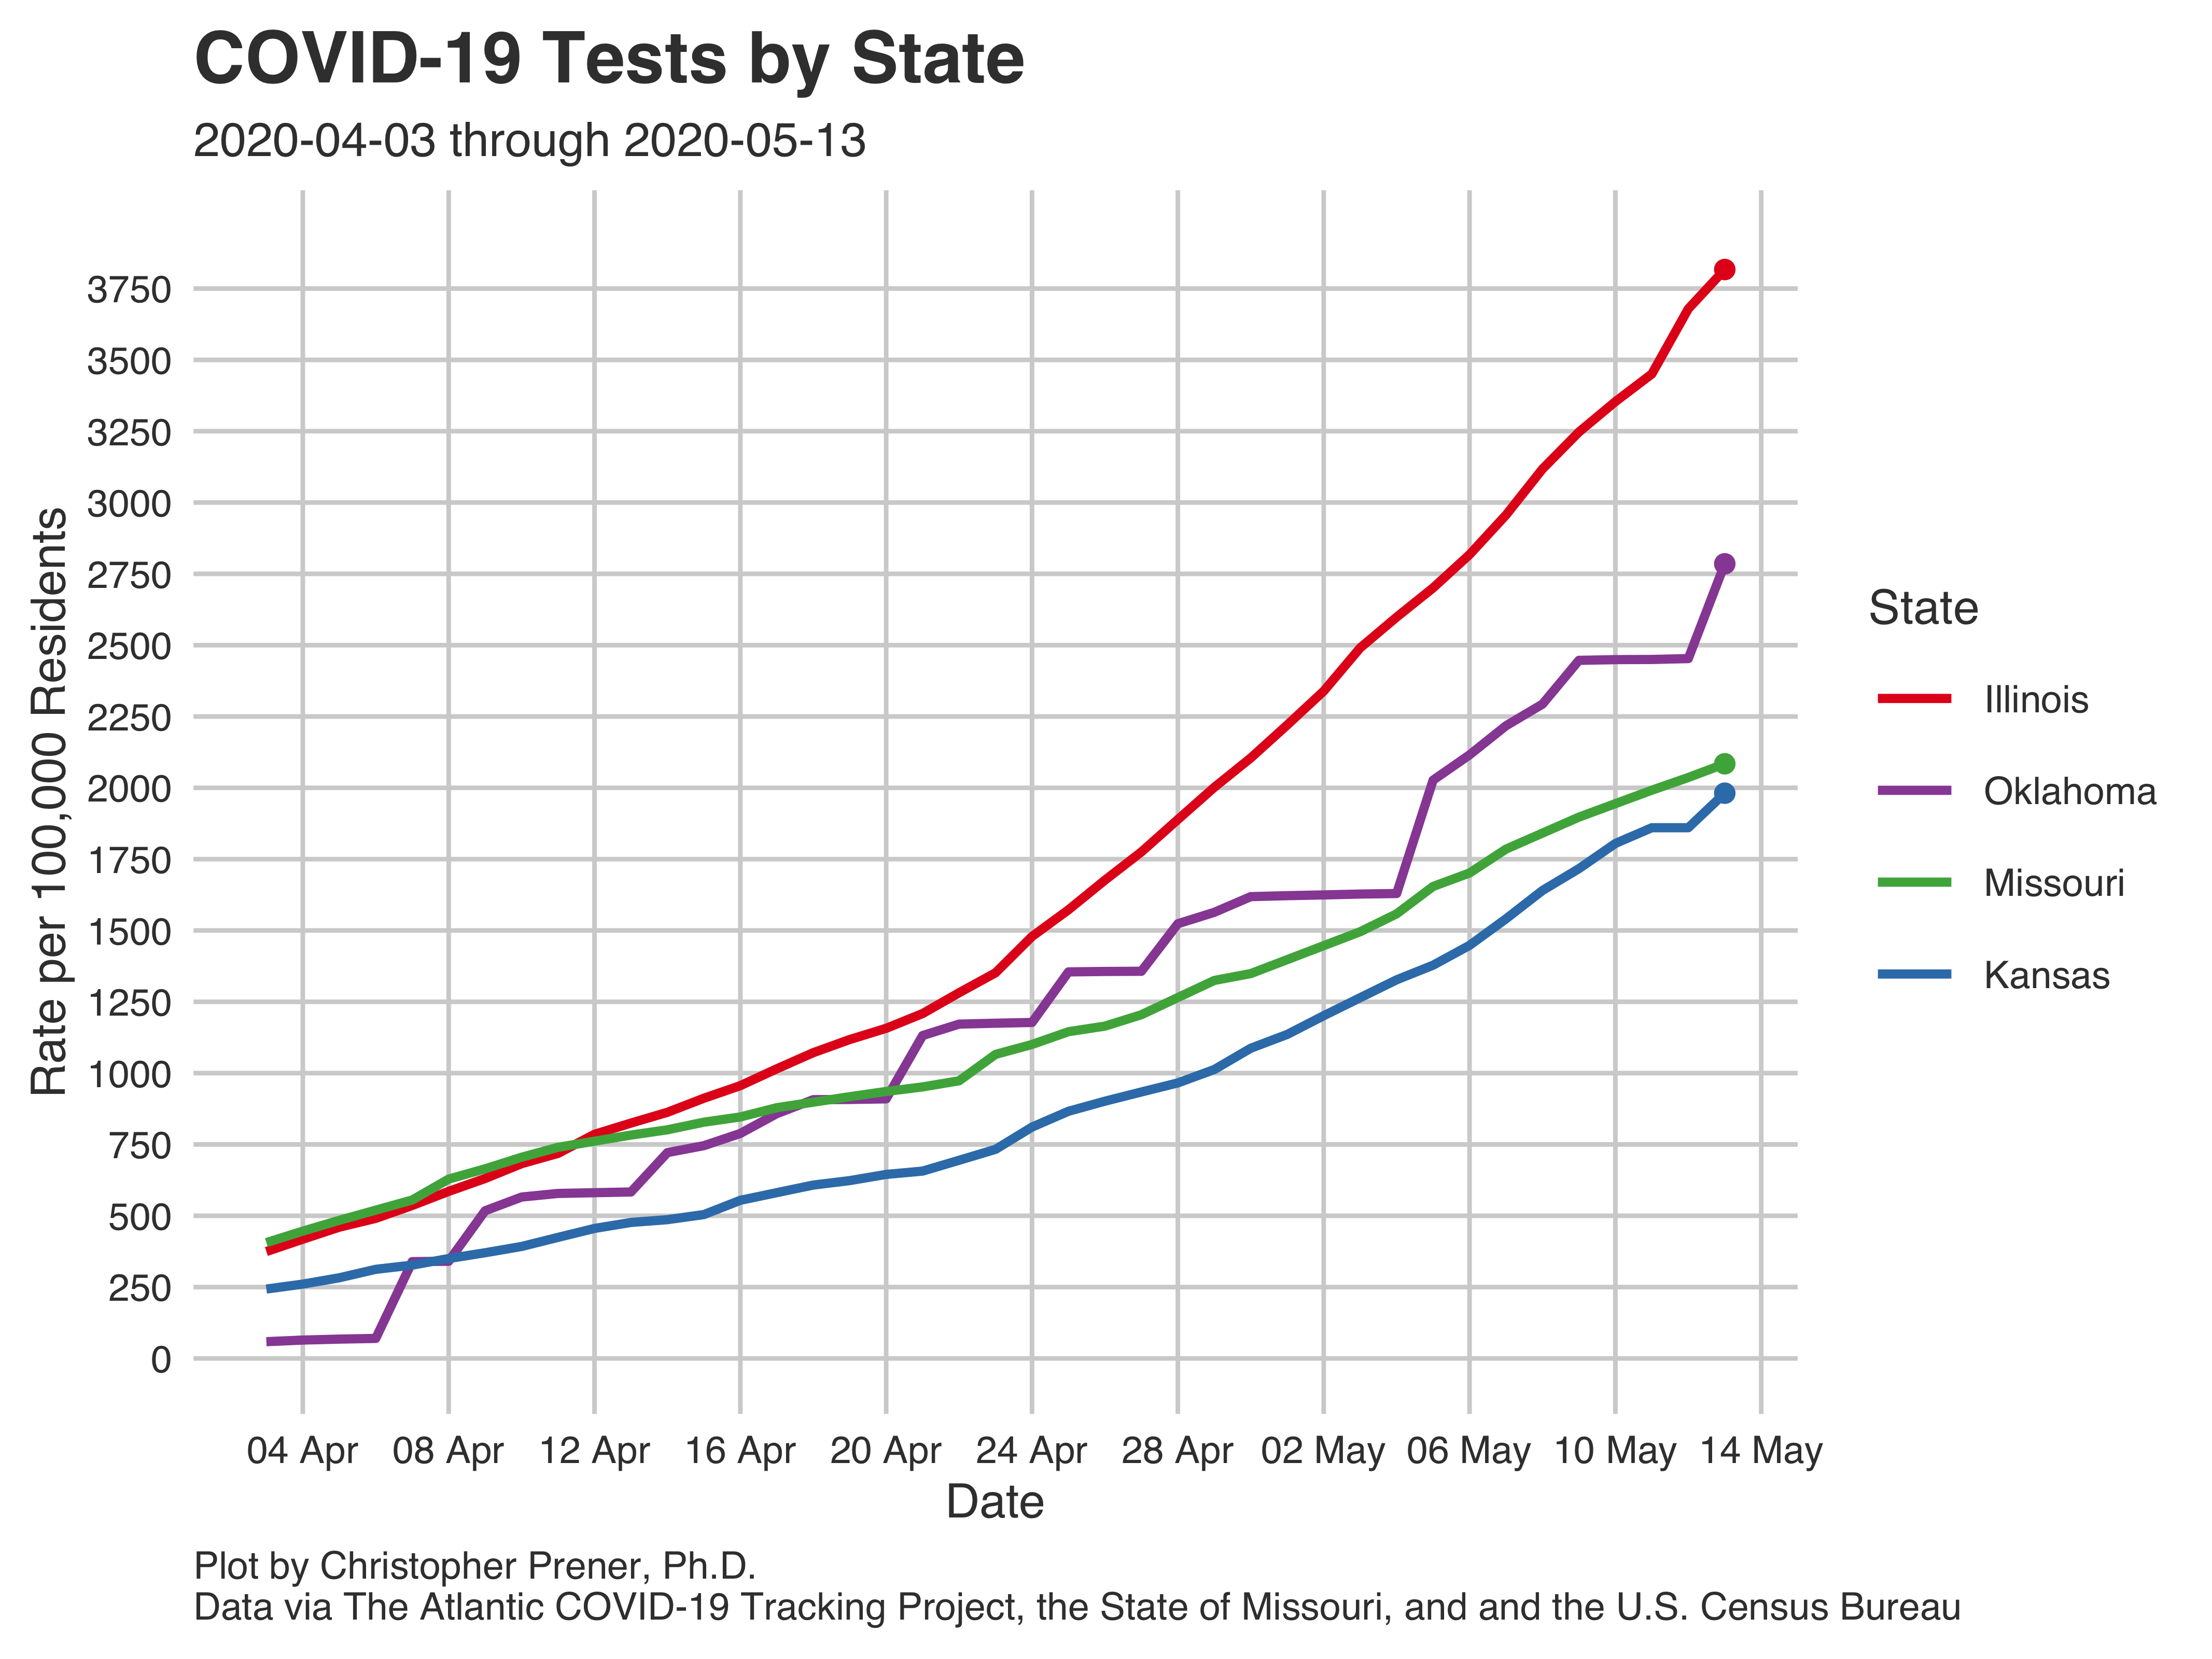 COVID-19 Tests by State
2020-04-03 through 2020-05-13
Rate per 100,000 Residents
3750
3500
3250
3000
2750
2500
2250
2000
1750
1500
1250
1000
750
500
250
0
04 Apr 08 Apr 12 Apr 16 Apr 20 Apr 24 Apr 28 Apr 02 May 06 May 10 May 14 May
Date
State
Illinois
Oklahoma
Missouri
Kansas
Plot by Christopher Prener, Ph.D.
Data via The Atlantic COVID-19 Tracking Project, the State of Missouri, and and the U.S. Census Bureau